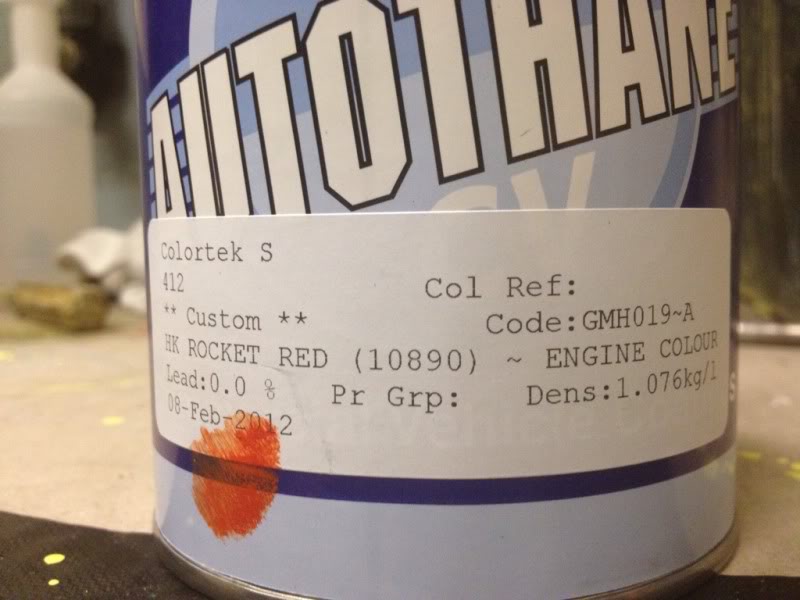 AUTOTHANE
Colortek S
412
Col Ref:
** Custom **
Code:GMH019~A
HK ROCKET RED (10890) ~ ENGINE COLOUR
Lead:0.0 % Pr Grp: Dens:1.076kg/l
08-Feb-2012